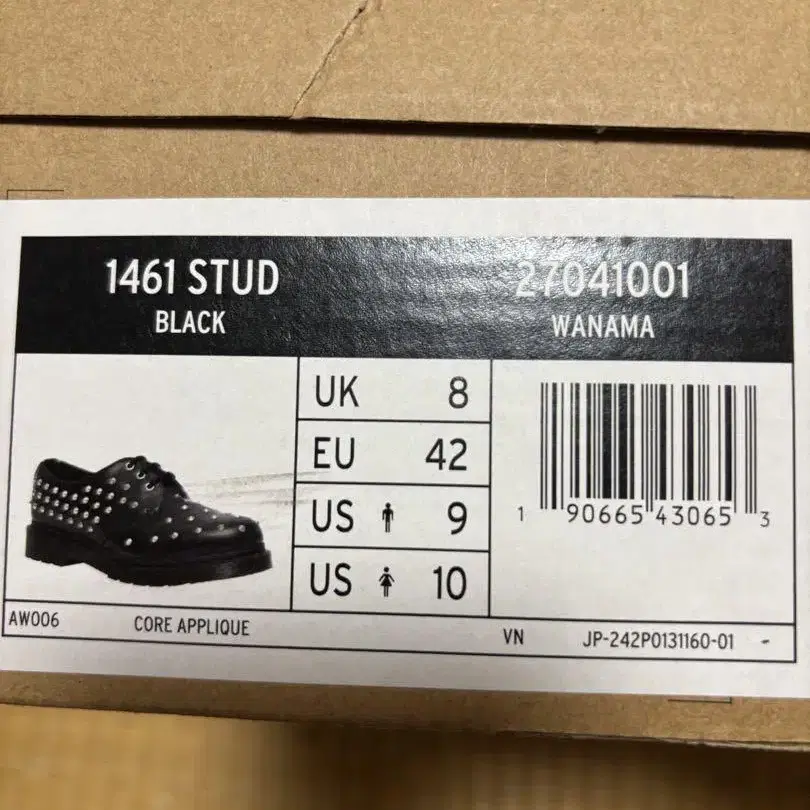 1461 STUD
BLACK
27041001
WANAMA
UK 8
EU 42
US 9
US 10
1 90665 43065 3
AW006 CORE APPLIQUE VN JP-242P0131160-01 -